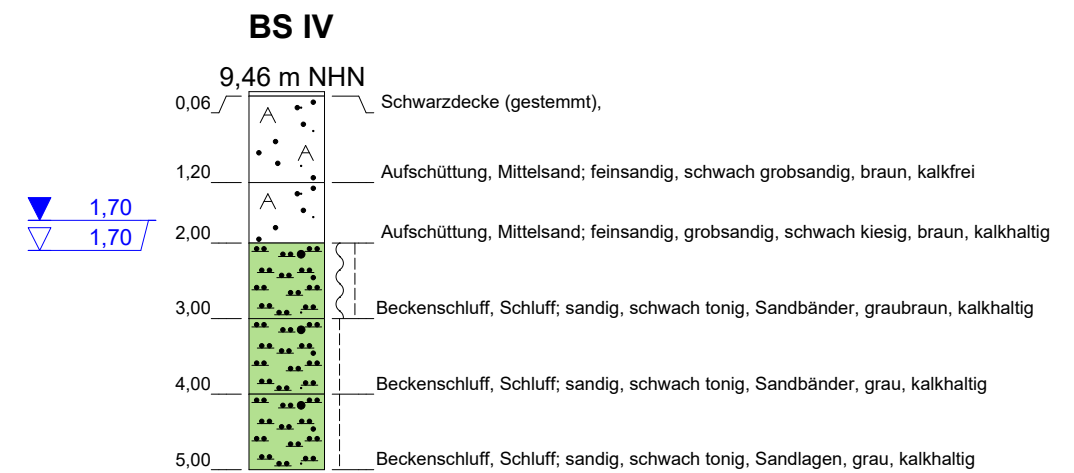 BS IV
9,46 m NHN
0,06 Schwarzdecke (gestemmt),
A
A
1,20 Aufschüttung, Mittelsand; feinsandig, schwach grobsandig, braun, kalkfrei
A
1,70
1,70
2,00 Aufschüttung, Mittelsand; feinsandig, grobsandig, schwach kiesig, braun, kalkhaltig
3,00 Beckenschluff, Schluff; sandig, schwach tonig, Sandbänder, graubraun, kalkhaltig
4,00 Beckenschluff, Schluff; sandig, schwach tonig, Sandbänder, grau, kalkhaltig
5,00 Beckenschluff, Schluff; sandig, schwach tonig, Sandlagen, grau, kalkhaltig